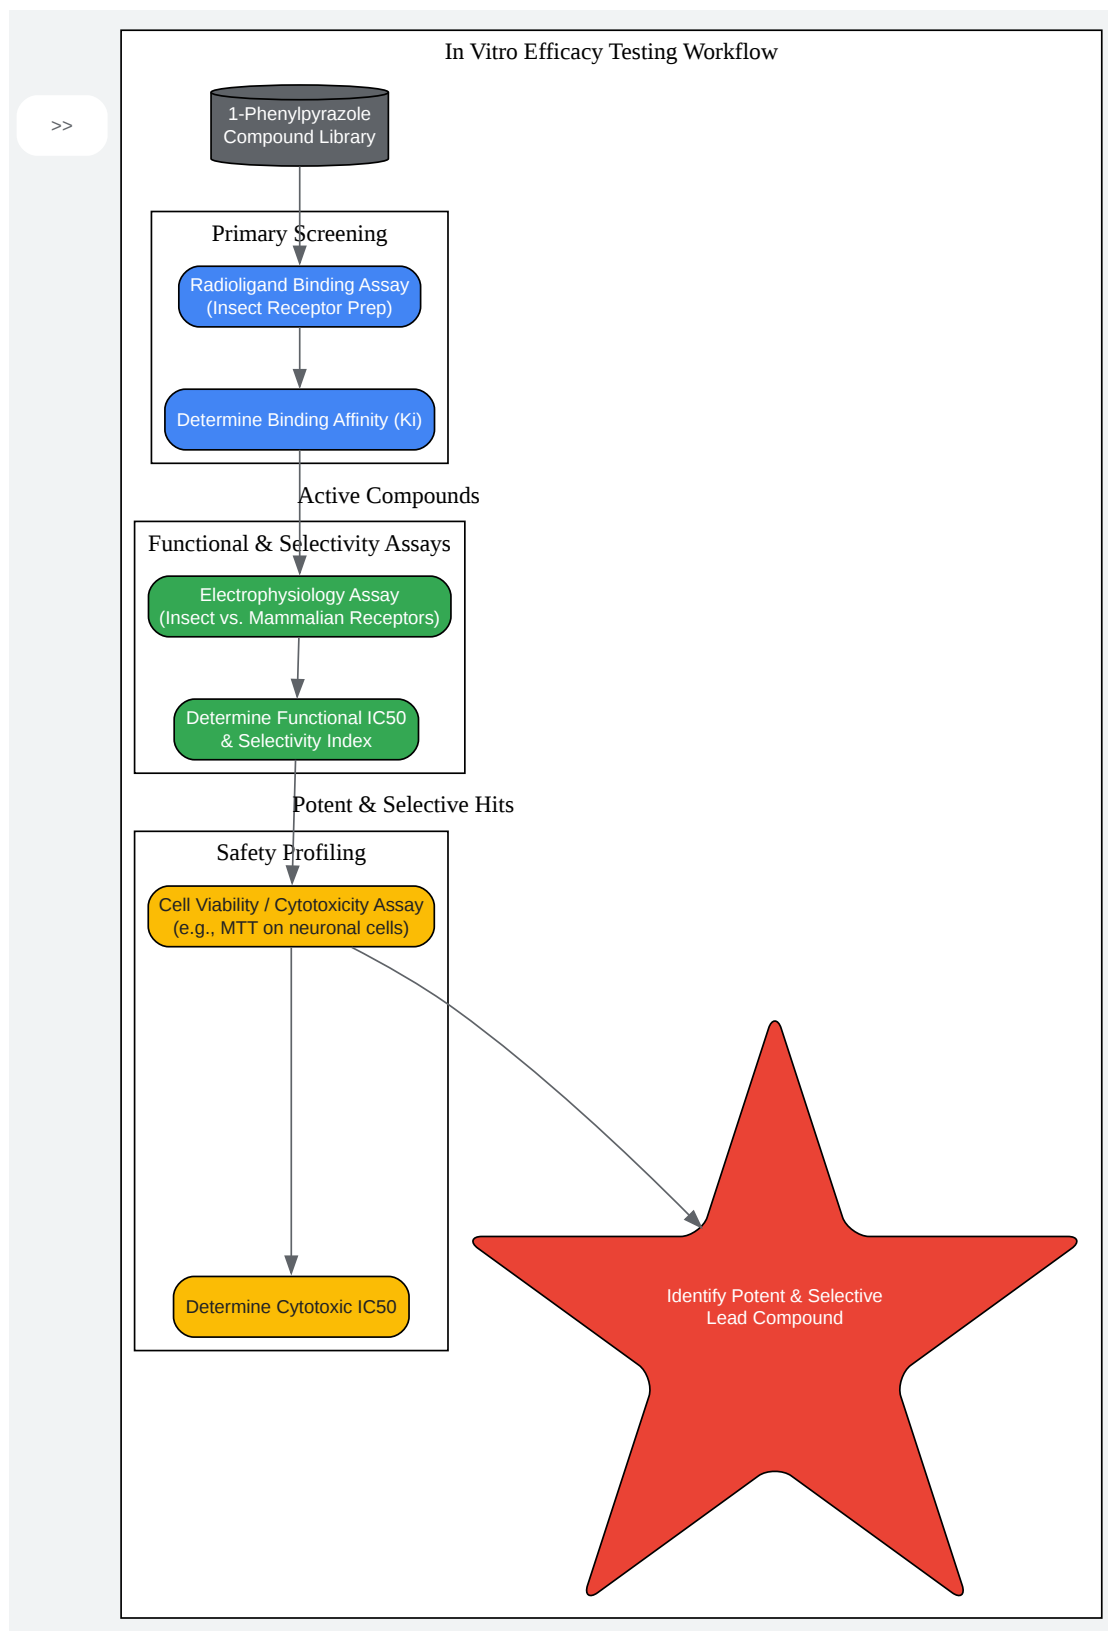 In Vitro Efficacy Testing Workflow
>>
1-Phenylpyrazole
Compound Library
Primary Screening
Radioligand Binding Assay
(Insect Receptor Prep)
Determine Binding Affinity (Ki)
Active Compounds
Functional & Selectivity Assays
Electrophysiology Assay
(Insect vs. Mammalian Receptors)
Determine Functional IC50
& Selectivity Index
Potent & Selective Hits
Safety Profiling
Cell Viability / Cytotoxicity Assay
(e.g., MTT on neuronal cells)
Determine Cytotoxic IC50
Identify Potent & Selective
Lead Compound